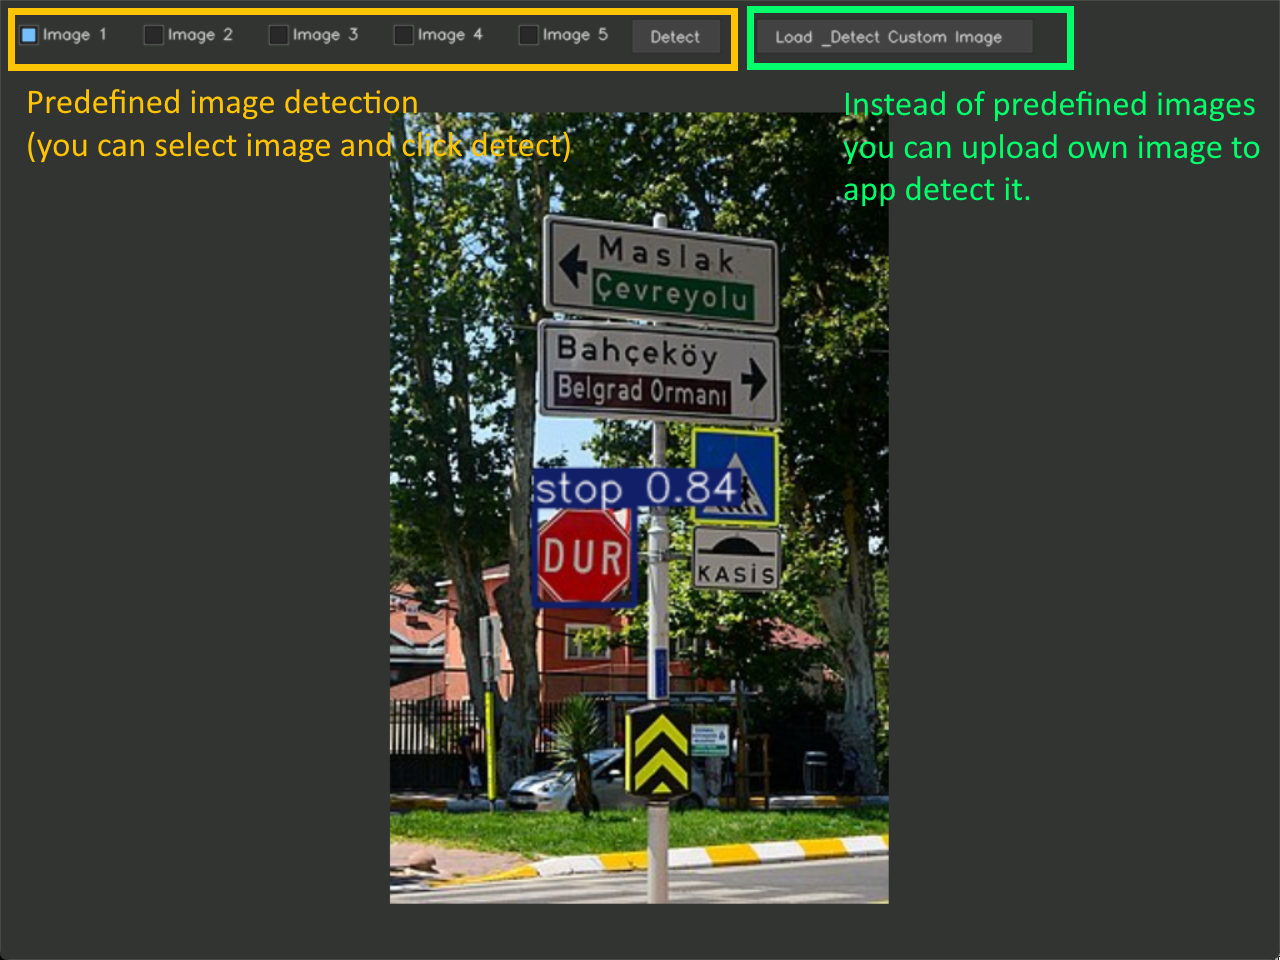 Image 1
Image 2
Image 3
Image 4
Image 5
Detect
Load _Detect Custom Image
Predefined image detection
(you can select image and click detect)
Instead of predefined images
you can upload own image to
app detect it.
Maslak
Çevreyolu
Bahçeköy
Belgrad Ormanı
stop 0.84
DUR
KASİS